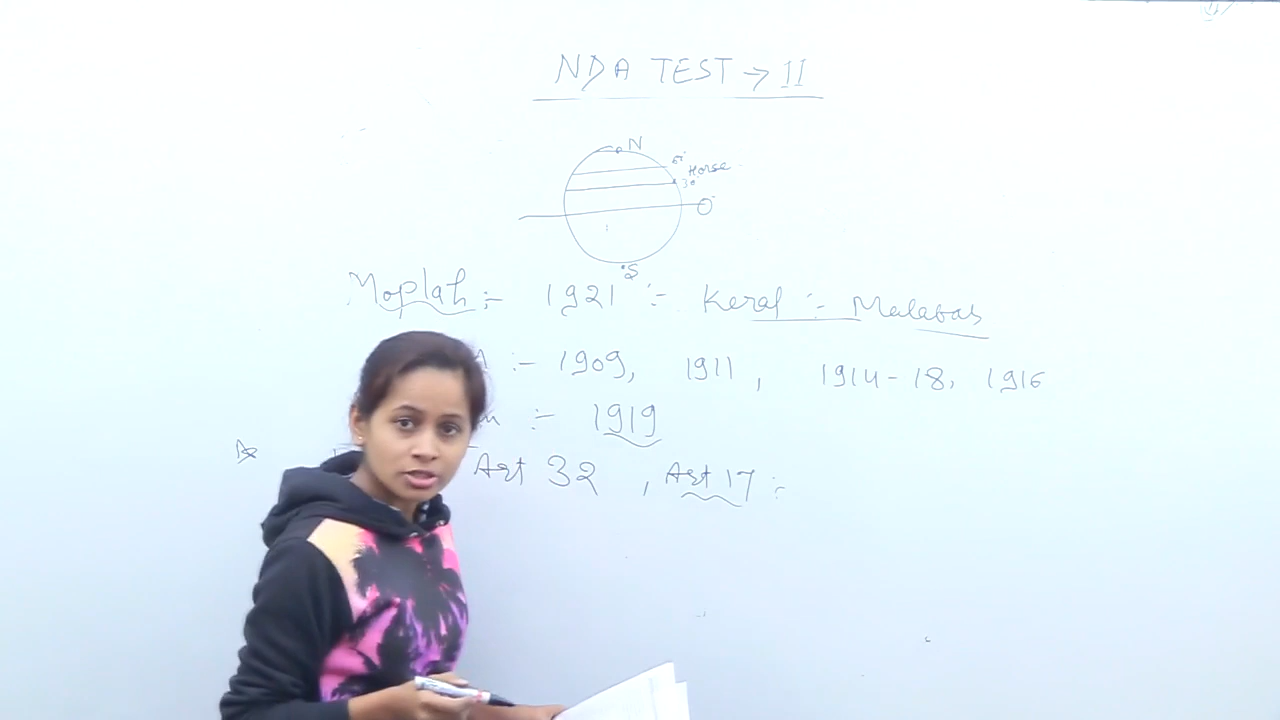 NDA TEST → II
N
Horse
30°
0°
S
Moplah :- 1921 :- Keral :- Malabar
:- 1909, 1911, 1914-18, 1916
:- 1919
Art 32, Art 17 :-